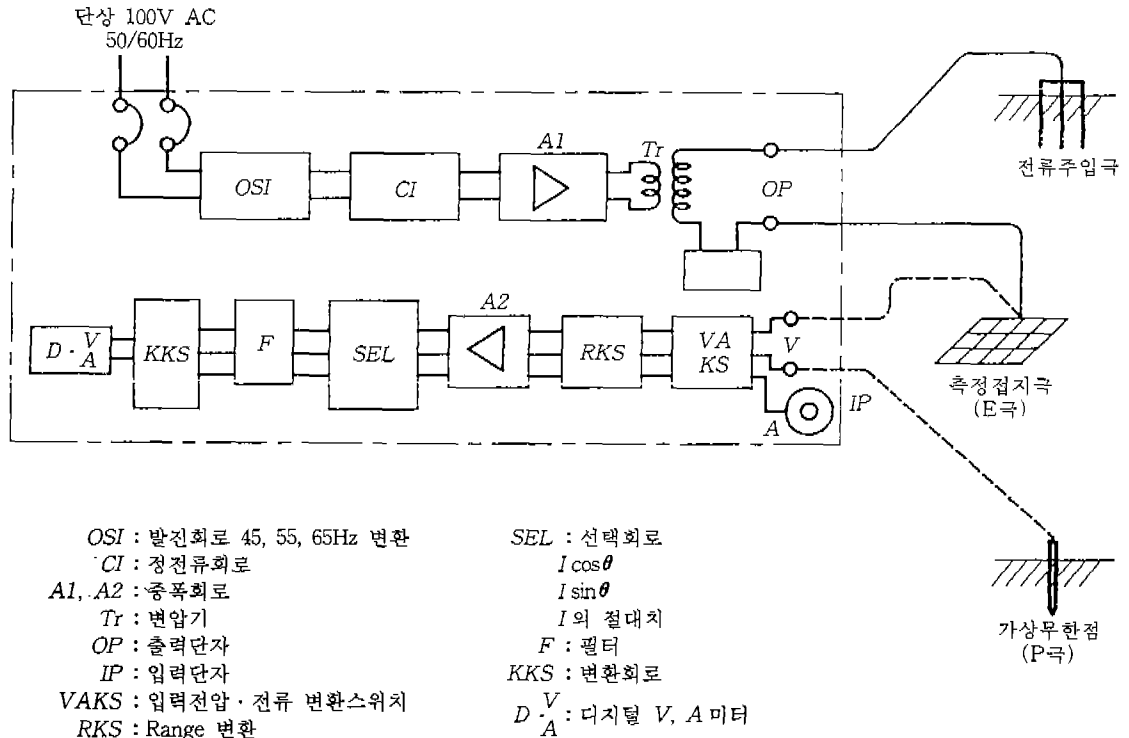 단상 100V AC
50/60Hz
전류주입극
OSI
CI
A1
Tr
OP
측정접지극
(E극)
D · V/A
KKS
F
SEL
A2
RKS
VA
KS
V
A
IP
가상무한점
(P극)
OSI : 발진회로 45, 55, 65Hz 변환
CI : 정전류회로
A1, A2 : 증폭회로
Tr : 변압기
OP : 출력단자
IP : 입력단자
VAKS : 입력전압 · 전류 변환스위치
RKS : Range 변환
SEL : 선택회로
I cosθ
I sinθ
I의 절대치
F : 필터
KKS : 변환회로
D · V/A : 디지털 V, A미터